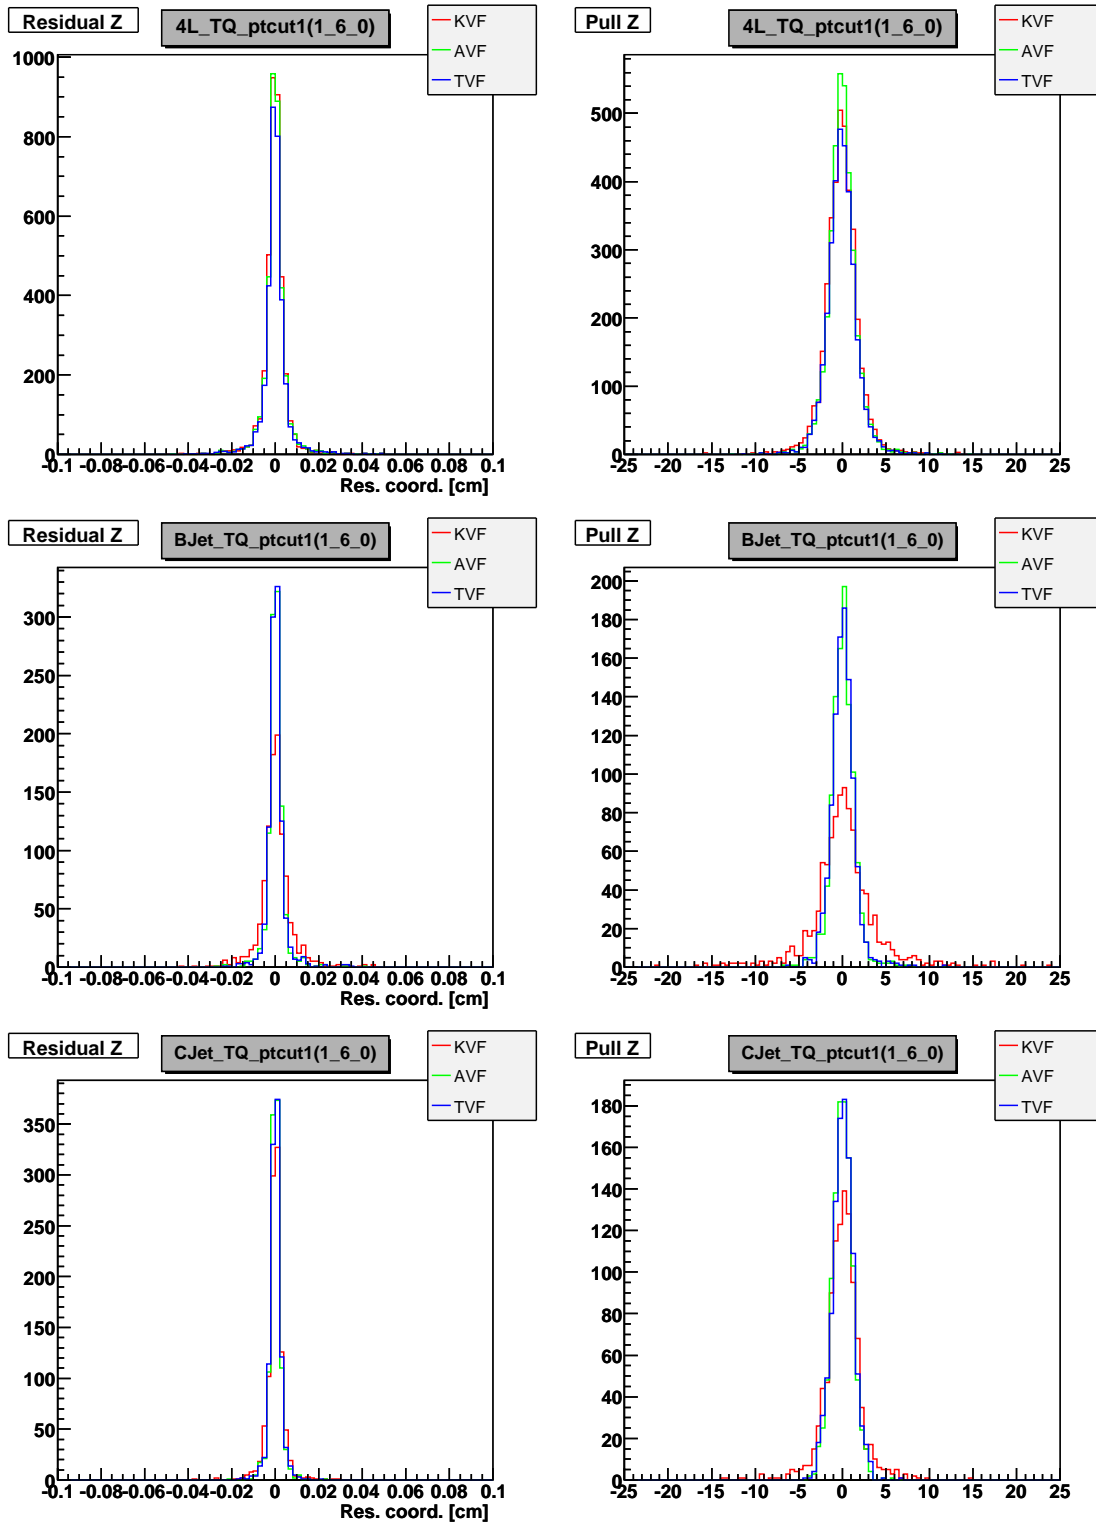 Residual Z
4L_TQ_ptcut1(1_6_0)
KVF
AVF
TVF
1000
800
600
400
200
0
-0.1 -0.08-0.06-0.04-0.02 0 0.02 0.04 0.06 0.08 0.1
Res. coord. [cm]
Pull Z
4L_TQ_ptcut1(1_6_0)
KVF
AVF
TVF
500
400
300
200
100
0
-25 -20 -15 -10 -5 0 5 10 15 20 25
Residual Z
BJet_TQ_ptcut1(1_6_0)
KVF
AVF
TVF
300
250
200
150
100
50
0
-0.1 -0.08-0.06-0.04-0.02 0 0.02 0.04 0.06 0.08 0.1
Res. coord. [cm]
Pull Z
BJet_TQ_ptcut1(1_6_0)
KVF
AVF
TVF
200
180
160
140
120
100
80
60
40
20
0
-25 -20 -15 -10 -5 0 5 10 15 20 25
Residual Z
CJet_TQ_ptcut1(1_6_0)
KVF
AVF
TVF
350
300
250
200
150
100
50
0
-0.1 -0.08-0.06-0.04-0.02 0 0.02 0.04 0.06 0.08 0.1
Res. coord. [cm]
Pull Z
CJet_TQ_ptcut1(1_6_0)
KVF
AVF
TVF
180
160
140
120
100
80
60
40
20
0
-25 -20 -15 -10 -5 0 5 10 15 20 25